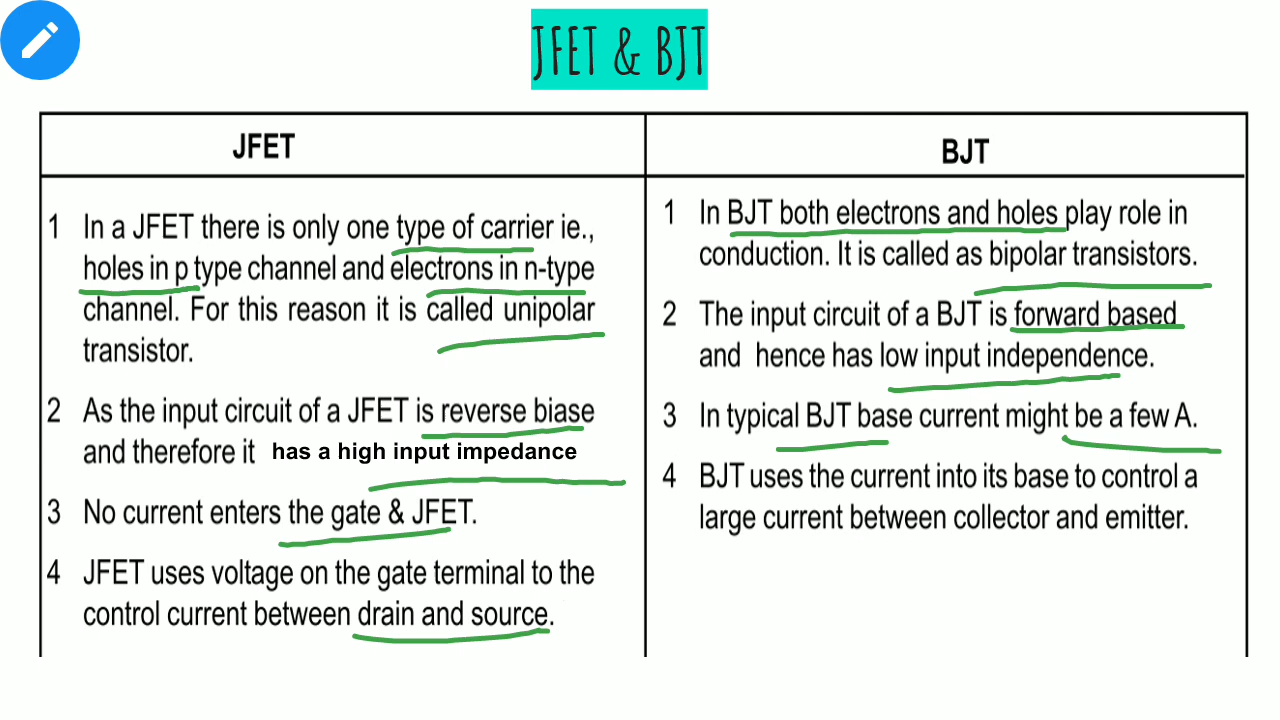 JFET & BJT
JFET
1 In a JFET there is only one type of carrier ie.,
holes in p type channel and electrons in n-type
channel. For this reason it is called unipolar
transistor.
2 As the input circuit of a JFET is reverse biase
and therefore it has a high input impedance
3 No current enters the gate & JFET.
4 JFET uses voltage on the gate terminal to the
control current between drain and source.
BJT
1 In BJT both electrons and holes play role in
conduction. It is called as bipolar transistors.
2 The input circuit of a BJT is forward based
and hence has low input independence.
3 In typical BJT base current might be a few A.
4 BJT uses the current into its base to control a
large current between collector and emitter.